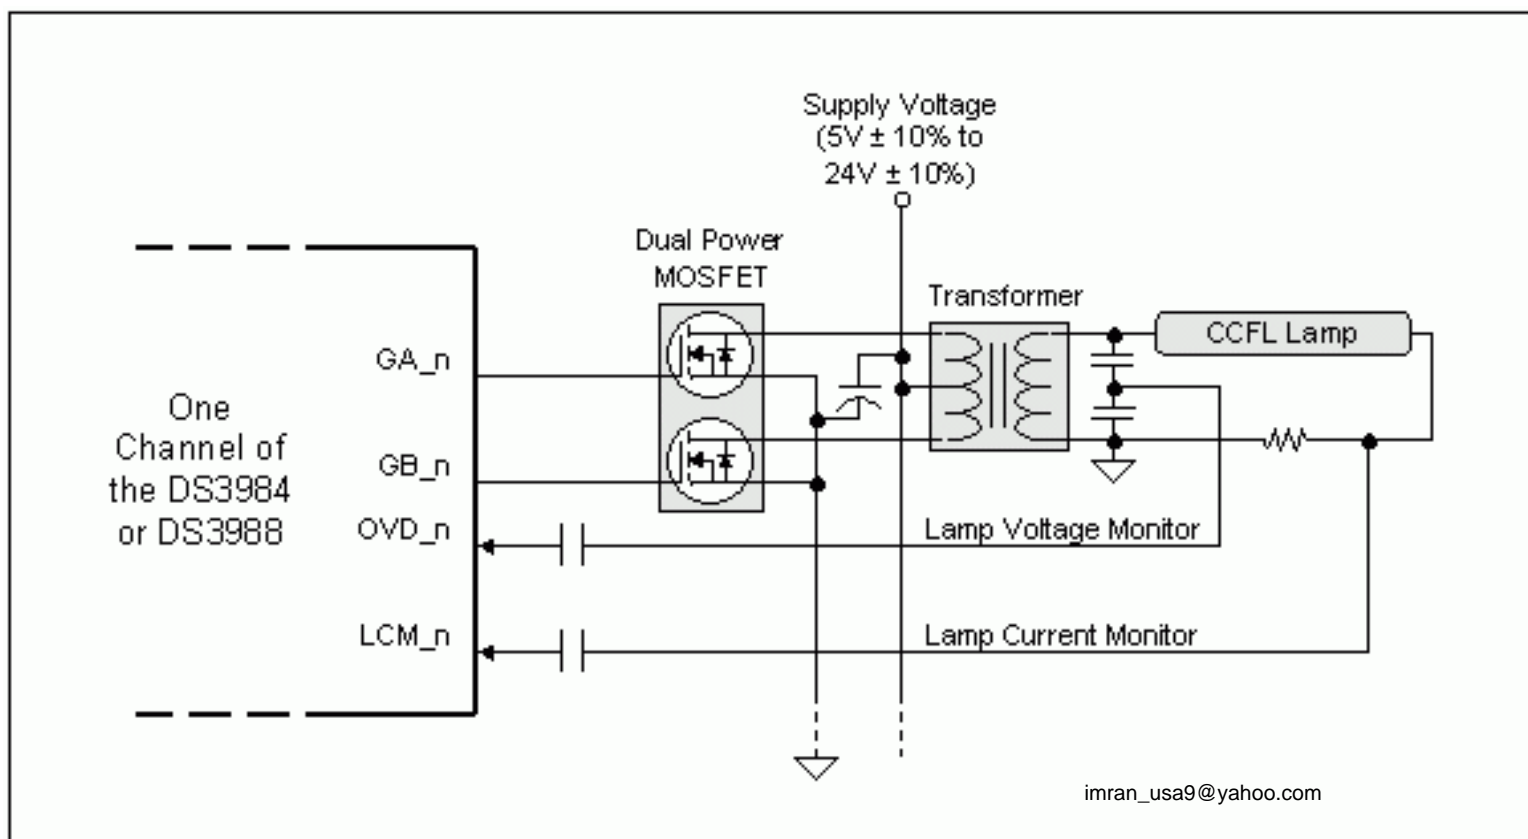 Supply Voltage
(5V ± 10% to
24V ± 10%)
Dual Power
MOSFET
Transformer
CCFL Lamp
GA_n
One
Channel of
the DS3984
or DS3988
GB_n
OVD_n
Lamp Voltage Monitor
LCM_n
Lamp Current Monitor
imran_usa9@yahoo.com